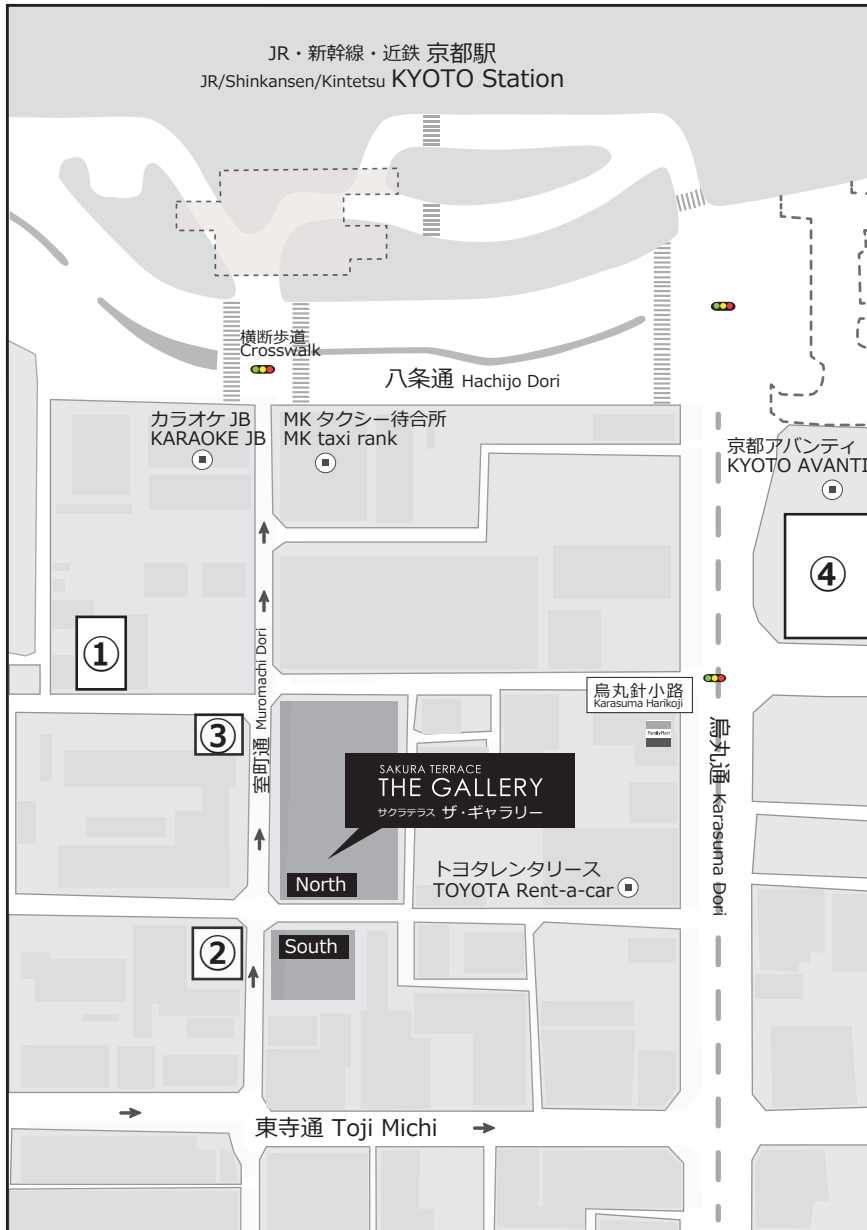 JR・新幹線・近鉄 京都駅
JR/Shinkansen/Kintetsu KYOTO Station
横断歩道
Crosswalk
八条通 Hachijo Dori
カラオケ JB
KARAOKE JB
MK タクシー待合所
MK taxi rank
京都アバンティ
KYOTO AVANTI
④
①
室町通 Muromachi Dori
烏丸針小路
Karasuma Harikoji
③
FamilyMart
烏丸通 Karasuma Dori
SAKURA TERRACE
THE GALLERY
サクラテラス ザ・ギャラリー
トヨタレンタリース
TOYOTA Rent-a-car
North
②
South
東寺通 Toji Michi